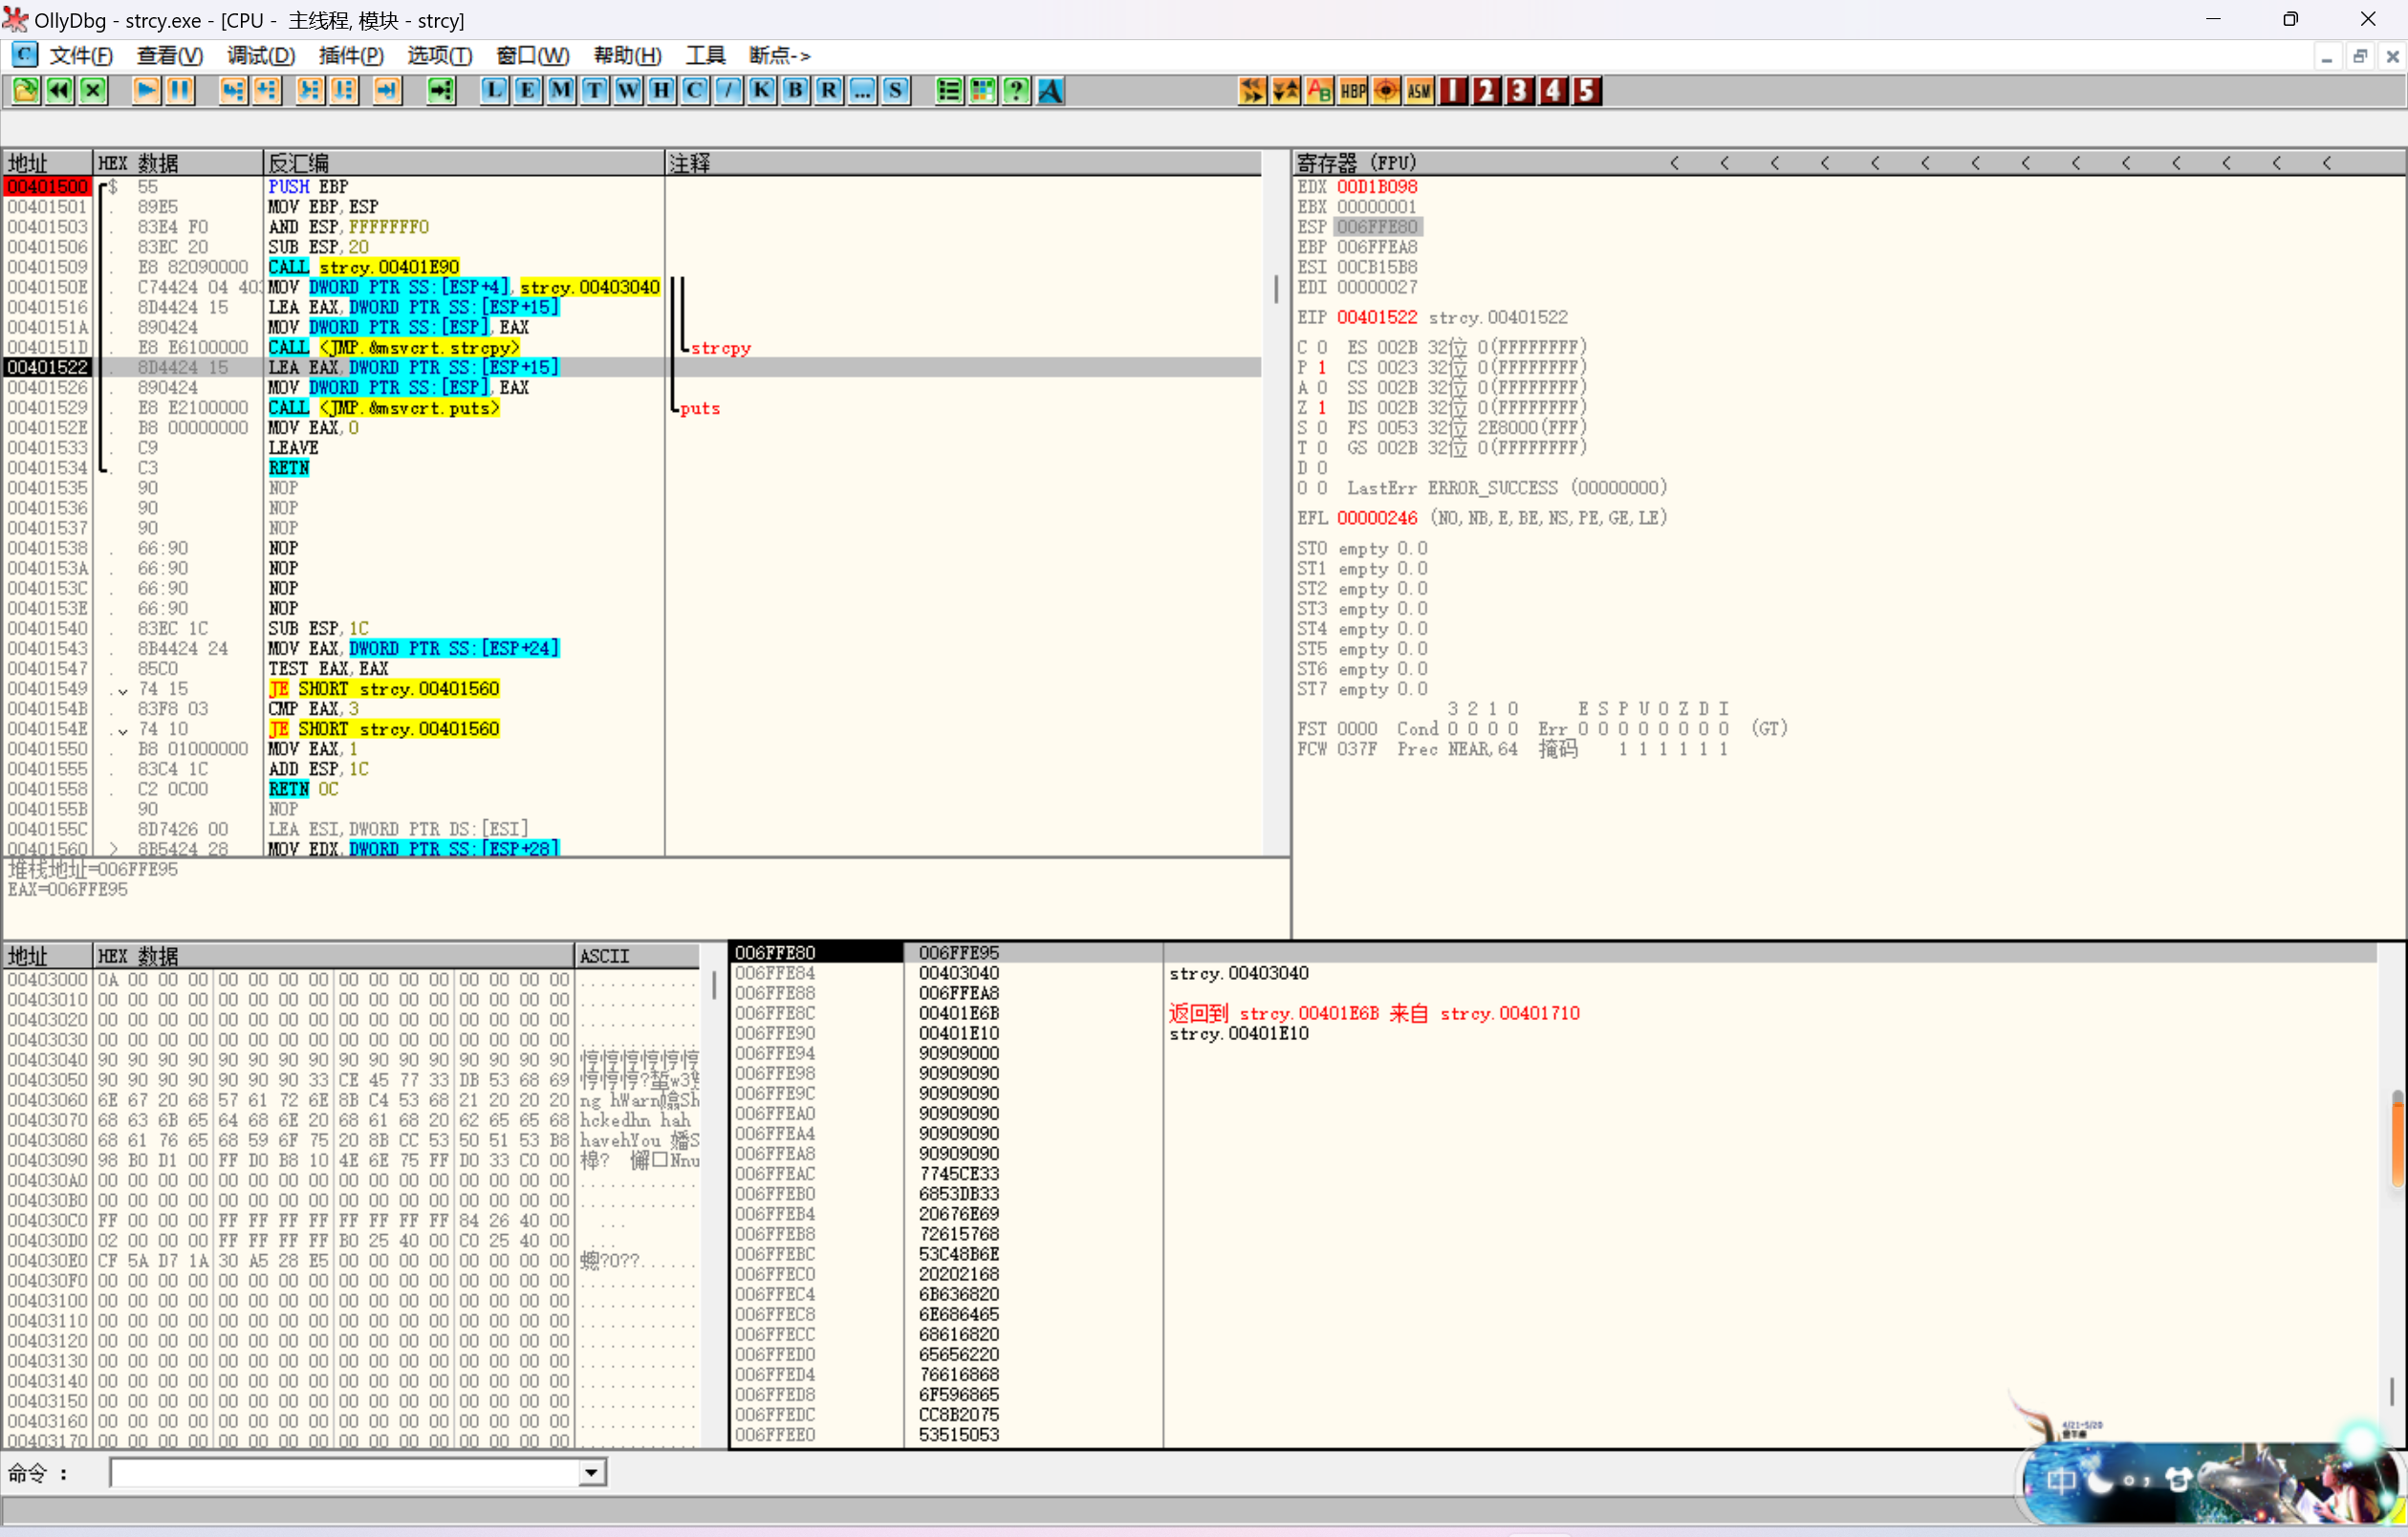 OllyDbg - strcy.exe - [CPU - 主线程, 模块 - strcy]
C 文件(F) 查看(V) 调试(D) 插件(P) 选项(T) 窗口(W) 帮助(H) 工具 断点->
L E M T W H C / K B R ... S ? A AB HBP ASM 1 2 3 4 5
地址 HEX 数据 反汇编 注释
00401500 $ 55 PUSH EBP
00401501 . 89E5 MOV EBP,ESP
00401503 . 83E4 F0 AND ESP,FFFFFFF0
00401506 . 83EC 20 SUB ESP,20
00401509 . E8 82090000 CALL strcy.00401E90
0040150E . C74424 04 403 MOV DWORD PTR SS:[ESP+4],strcy.00403040
00401516 . 8D4424 15 LEA EAX,DWORD PTR SS:[ESP+15]
0040151A . 890424 MOV DWORD PTR SS:[ESP],EAX
0040151D . E8 E6100000 CALL <JMP.&msvcrt.strcpy> strcpy
00401522 . 8D4424 15 LEA EAX,DWORD PTR SS:[ESP+15]
00401526 . 890424 MOV DWORD PTR SS:[ESP],EAX
00401529 . E8 E2100000 CALL <JMP.&msvcrt.puts> puts
0040152E . B8 00000000 MOV EAX,0
00401533 . C9 LEAVE
00401534 . C3 RETN
00401535 90 NOP
00401536 90 NOP
00401537 90 NOP
00401538 . 66:90 NOP
0040153A . 66:90 NOP
0040153C . 66:90 NOP
0040153E . 66:90 NOP
00401540 . 83EC 1C SUB ESP,1C
00401543 . 8B4424 24 MOV EAX,DWORD PTR SS:[ESP+24]
00401547 . 85C0 TEST EAX,EAX
00401549 . 74 15 JE SHORT strcy.00401560
0040154B . 83F8 03 CMP EAX,3
0040154E . 74 10 JE SHORT strcy.00401560
00401550 . B8 01000000 MOV EAX,1
00401555 . 83C4 1C ADD ESP,1C
00401558 . C2 0C00 RETN 0C
0040155B 90 NOP
0040155C 8D7426 00 LEA ESI,DWORD PTR DS:[ESI]
00401560 > 8B5424 28 MOV EDX,DWORD PTR SS:[ESP+28]
堆栈地址=006FFE95
EAX=006FFE95
寄存器 (FPU) < < < < < < < < < < < < < <
EDX 00D1B098
EBX 00000001
ESP 006FFE80
EBP 006FFEA8
ESI 00CB15B8
EDI 00000027
EIP 00401522 strcy.00401522
C 0 ES 002B 32位 0(FFFFFFFF)
P 1 CS 0023 32位 0(FFFFFFFF)
A 0 SS 002B 32位 0(FFFFFFFF)
Z 1 DS 002B 32位 0(FFFFFFFF)
S 0 FS 0053 32位 2E8000(FFF)
T 0 GS 002B 32位 0(FFFFFFFF)
D 0
O 0 LastErr ERROR_SUCCESS (00000000)
EFL 00000246 (NO,NB,E,BE,NS,PE,GE,LE)
ST0 empty 0.0
ST1 empty 0.0
ST2 empty 0.0
ST3 empty 0.0
ST4 empty 0.0
ST5 empty 0.0
ST6 empty 0.0
ST7 empty 0.0
3 2 1 0 E S P U O Z D I
FST 0000 Cond 0 0 0 0 Err 0 0 0 0 0 0 0 0 (GT)
FCW 037F Prec NEAR,64 掩码 1 1 1 1 1 1
地址 HEX 数据 ASCII
00403000 0A 00 00 00 00 00 00 00 00 00 00 00 00 00 00 00 ............
00403010 00 00 00 00 00 00 00 00 00 00 00 00 00 00 00 00 ............
00403020 00 00 00 00 00 00 00 00 00 00 00 00 00 00 00 00 ............
00403030 00 00 00 00 00 00 00 00 00 00 00 00 00 00 00 00 ............
00403040 90 90 90 90 90 90 90 90 90 90 90 90 90 90 90 90
00403050 90 90 90 90 90 90 90 33 CE 45 77 33 DB 53 68 69
00403060 6E 67 20 68 57 61 72 6E 8B C4 53 68 21 20 20 20 ng hWarn
00403070 68 63 6B 65 64 68 6E 20 68 61 68 20 62 65 65 68 hckedhn hah
00403080 68 61 76 65 68 59 6F 75 20 8B CC 53 50 51 53 B8 havehYou
00403090 98 B0 D1 00 FF D0 B8 10 4E 6E 75 FF D0 33 C0 00 Nnu
004030A0 00 00 00 00 00 00 00 00 00 00 00 00 00 00 00 00 ............
004030B0 00 00 00 00 00 00 00 00 00 00 00 00 00 00 00 00 ............
004030C0 FF 00 00 00 FF FF FF FF FF FF FF FF 84 26 40 00 ...
004030D0 02 00 00 00 FF FF FF FF B0 25 40 00 C0 25 40 00 ...
004030E0 CF 5A D7 1A 30 A5 28 E5 00 00 00 00 00 00 00 00 ?0??......
004030F0 00 00 00 00 00 00 00 00 00 00 00 00 00 00 00 00 ............
00403100 00 00 00 00 00 00 00 00 00 00 00 00 00 00 00 00 ............
00403110 00 00 00 00 00 00 00 00 00 00 00 00 00 00 00 00 ............
00403120 00 00 00 00 00 00 00 00 00 00 00 00 00 00 00 00 ............
00403130 00 00 00 00 00 00 00 00 00 00 00 00 00 00 00 00 ............
00403140 00 00 00 00 00 00 00 00 00 00 00 00 00 00 00 00 ............
00403150 00 00 00 00 00 00 00 00 00 00 00 00 00 00 00 00 ............
00403160 00 00 00 00 00 00 00 00 00 00 00 00 00 00 00 00 ............
00403170 00 00 00 00 00 00 00 00 00 00 00 00 00 00 00 00 ............
006FFE80 006FFE95
006FFE84 00403040 strcy.00403040
006FFE88 006FFEA8
006FFE8C 00401E6B 返回到 strcy.00401E6B 来自 strcy.00401710
006FFE90 00401E10 strcy.00401E10
006FFE94 90909000
006FFE98 90909090
006FFE9C 90909090
006FFEA0 90909090
006FFEA4 90909090
006FFEA8 90909090
006FFEAC 7745CE33
006FFEB0 6853DB33
006FFEB4 20676E69
006FFEB8 72615768
006FFEBC 53C48B6E
006FFEC0 20202168
006FFEC4 6B636820
006FFEC8 6E686465
006FFECC 68616820
006FFED0 65656220
006FFED4 76616868
006FFED8 6F596865
006FFEDC CC8B2075
006FFEE0 53515053
命令 :
4/21-5/20
中